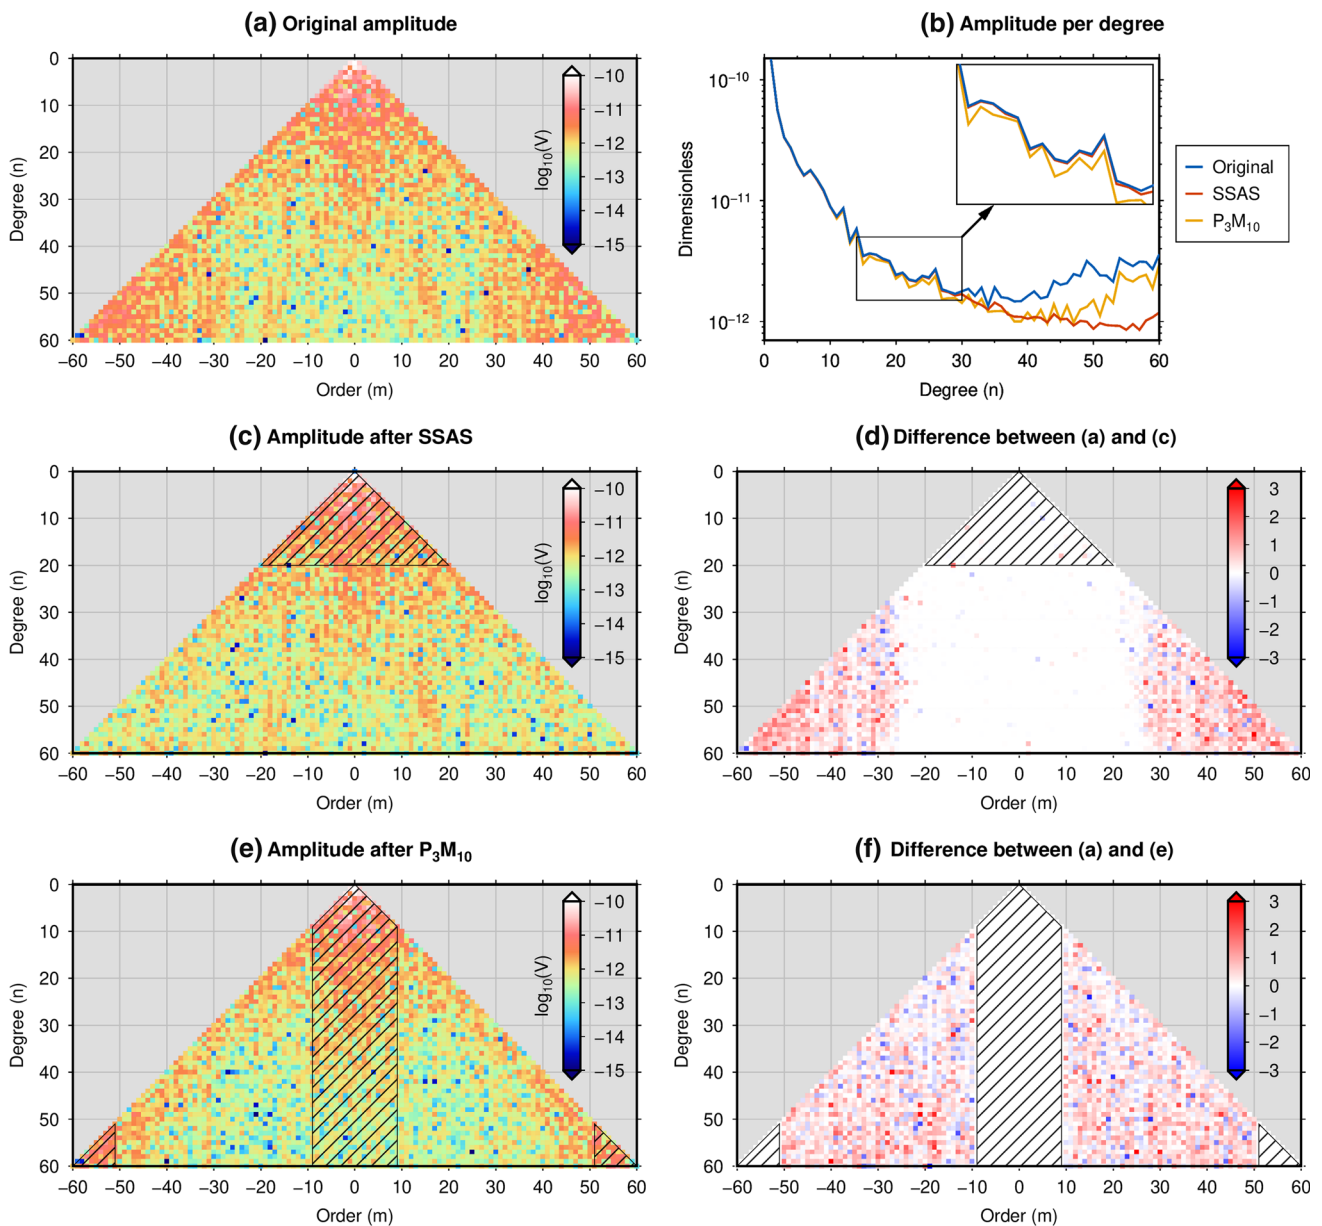 (a) Original amplitude
0
10
20
30
40
50
60
Degree (n)
−60 −50 −40 −30 −20 −10 0 10 20 30 40 50 60
Order (m)
−10
−11
−12
−13
−14
−15
log10(V)
(b) Amplitude per degree
10−10
10−11
10−12
Dimensionless
0 10 20 30 40 50 60
Degree (n)
Original
SSAS
P3M10
(c) Amplitude after SSAS
0
10
20
30
40
50
60
Degree (n)
−60 −50 −40 −30 −20 −10 0 10 20 30 40 50 60
Order (m)
−10
−11
−12
−13
−14
−15
log10(V)
(d) Difference between (a) and (c)
0
10
20
30
40
50
60
Degree (n)
−60 −50 −40 −30 −20 −10 0 10 20 30 40 50 60
Order (m)
3
2
1
0
−1
−2
−3
(e) Amplitude after P3M10
0
10
20
30
40
50
60
Degree (n)
−60 −50 −40 −30 −20 −10 0 10 20 30 40 50 60
Order (m)
−10
−11
−12
−13
−14
−15
log10(V)
(f) Difference between (a) and (e)
0
10
20
30
40
50
60
Degree (n)
−60 −50 −40 −30 −20 −10 0 10 20 30 40 50 60
Order (m)
3
2
1
0
−1
−2
−3